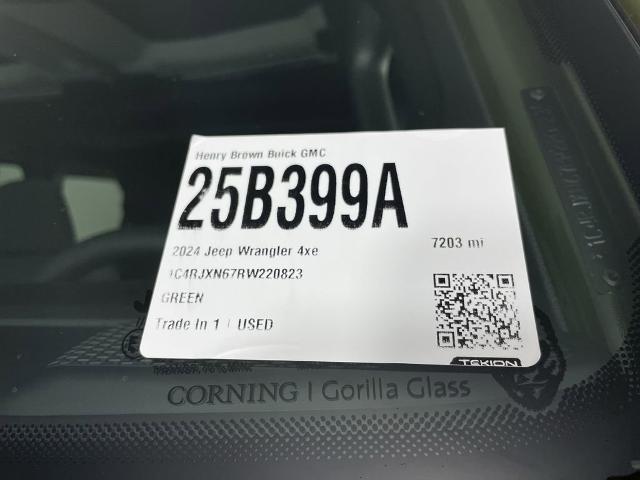 Henry Brown Buick GMC
25B399A
2024 Jeep Wrangler 4xe
7203 mi
1C4RJXN67RW220823
GREEN
Trade In 1 | USED
TEKION
CORNING | Gorilla Glass